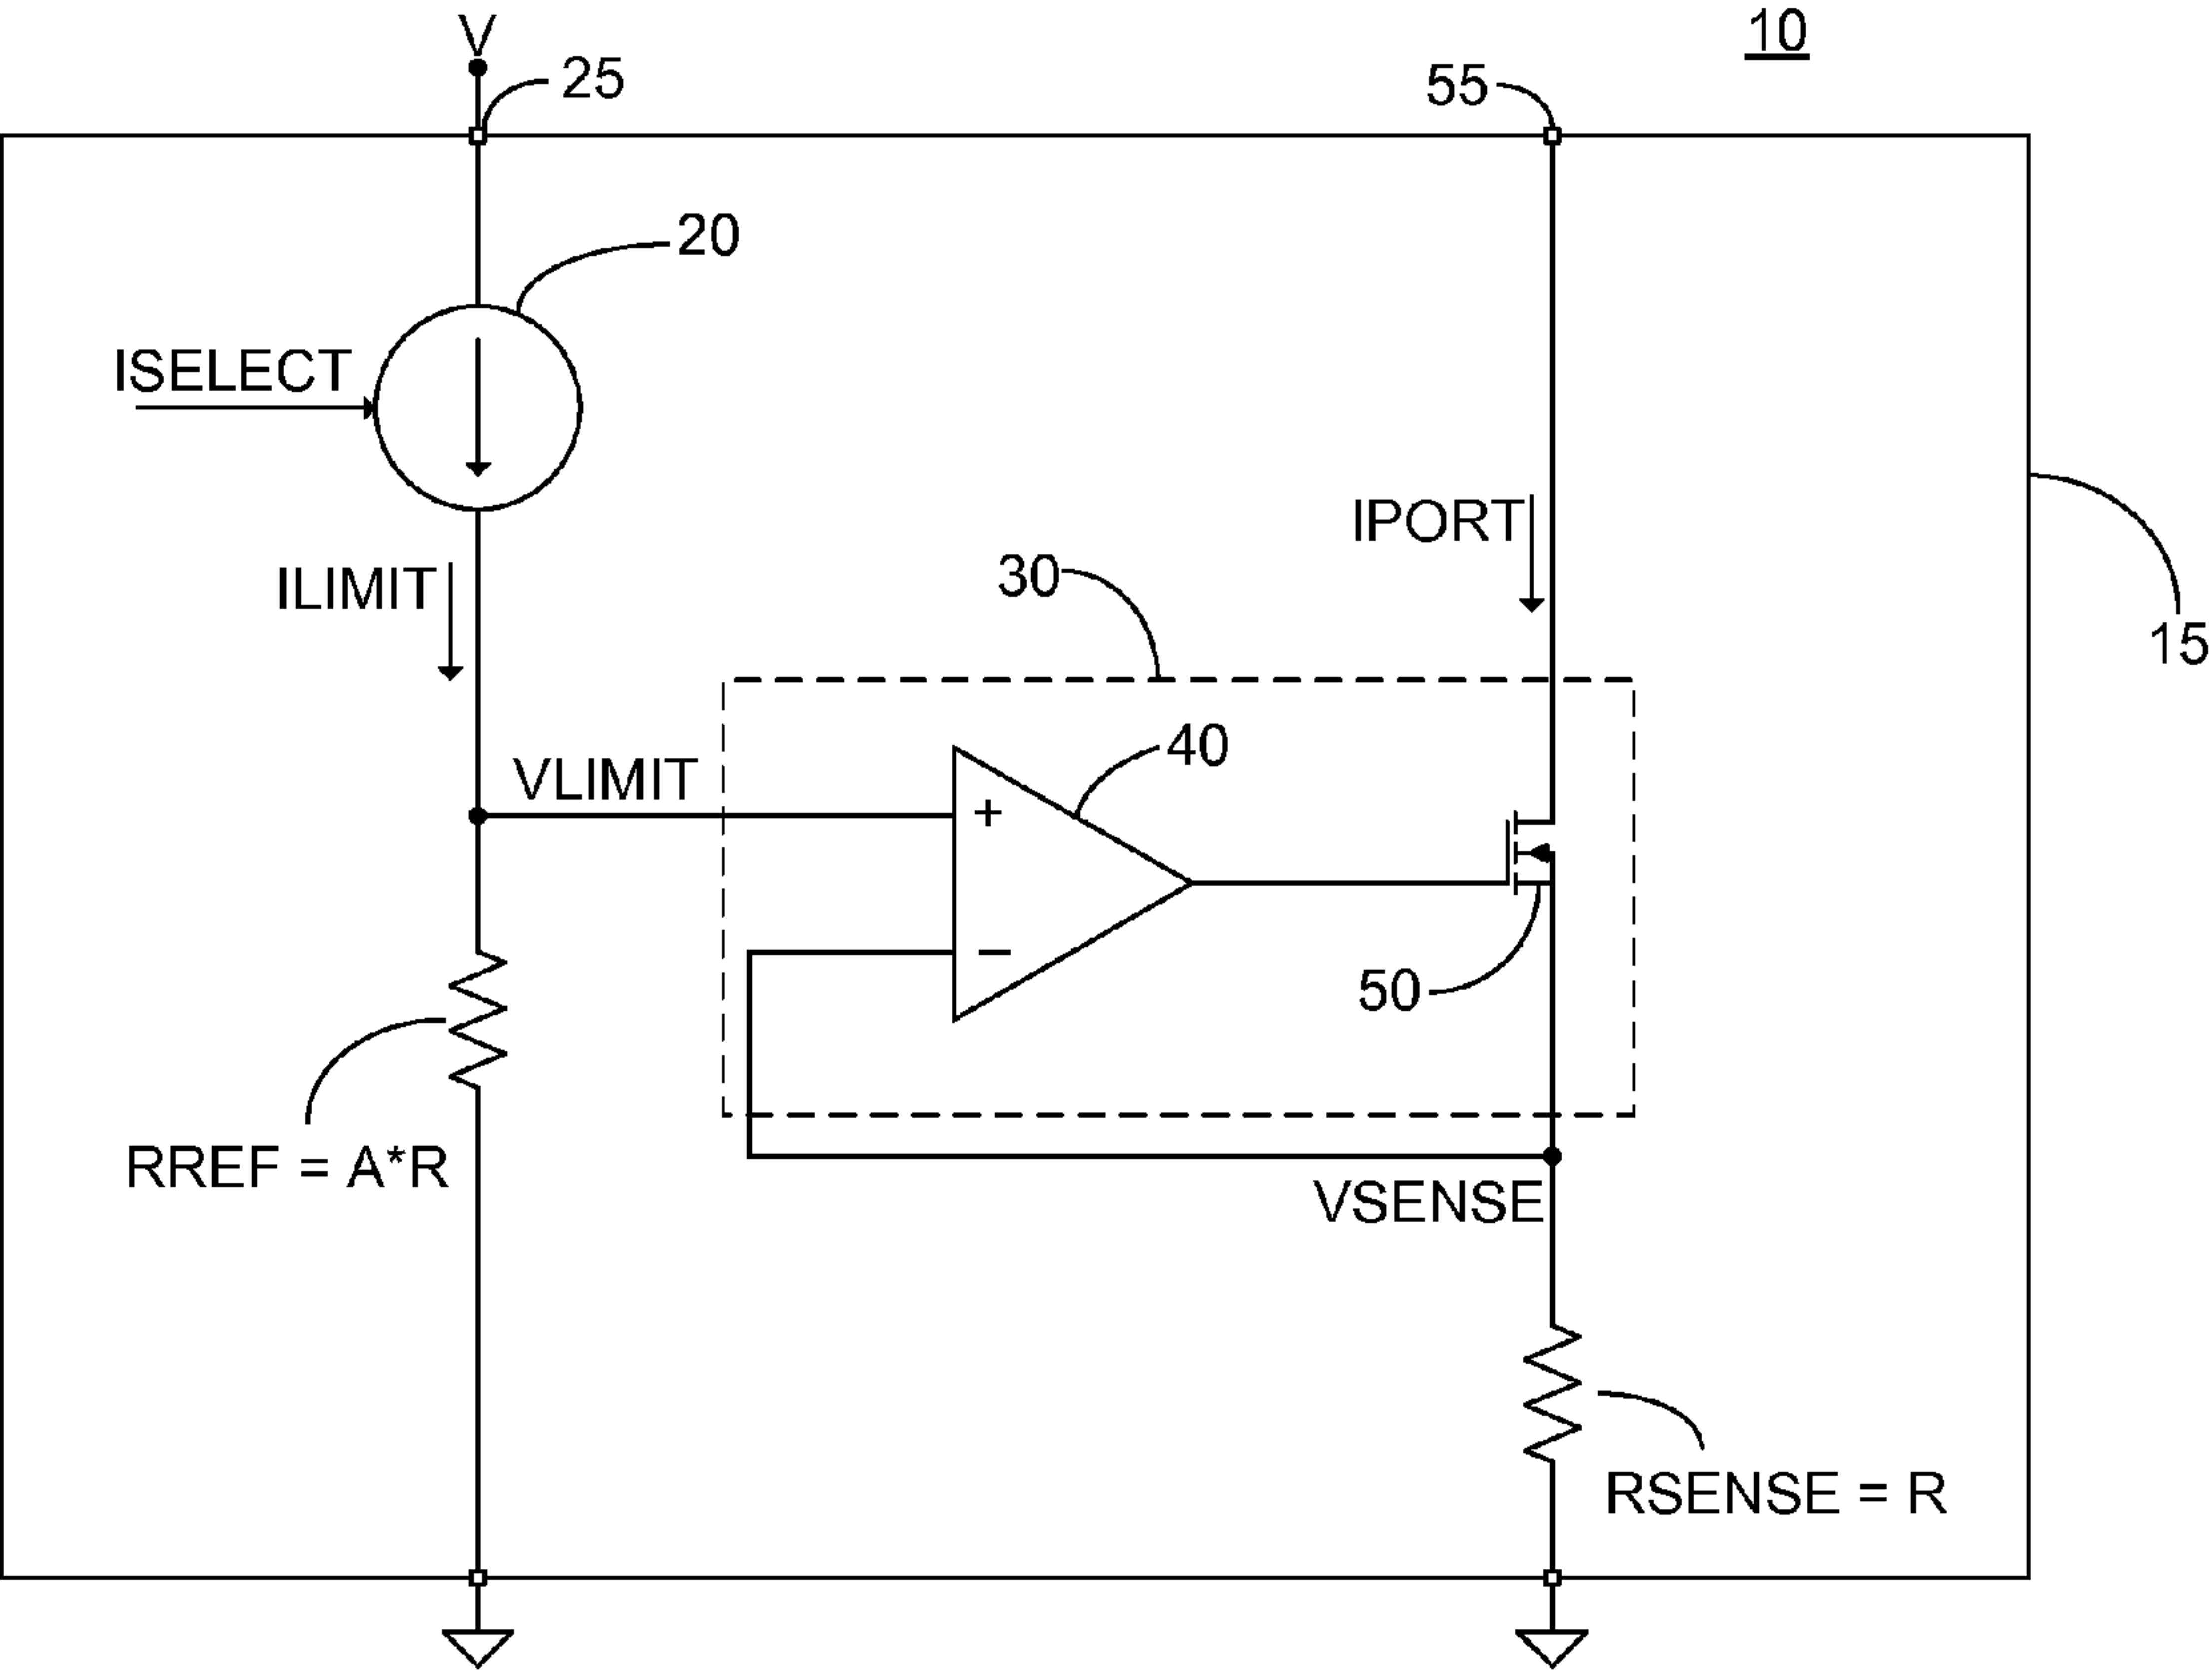 V
10
25
55
20
ISELECT
IPORT
30
ILIMIT
15
40
VLIMIT
+
−
50
RREF = A*R
VSENSE
RSENSE = R